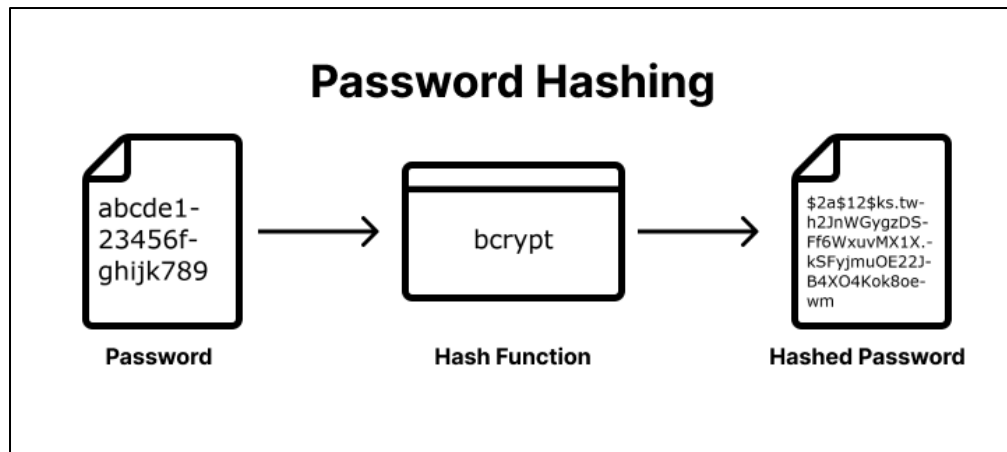 Password Hashing
abcde1-
23456f-
ghijk789
bcrypt
$2a$12$ks.tw-
h2JnWGygzDS-
Ff6WxuvMX1X.-
kSFyjmuOE22J-
B4XO4Kok8oe-
wm
Password
Hash Function
Hashed Password